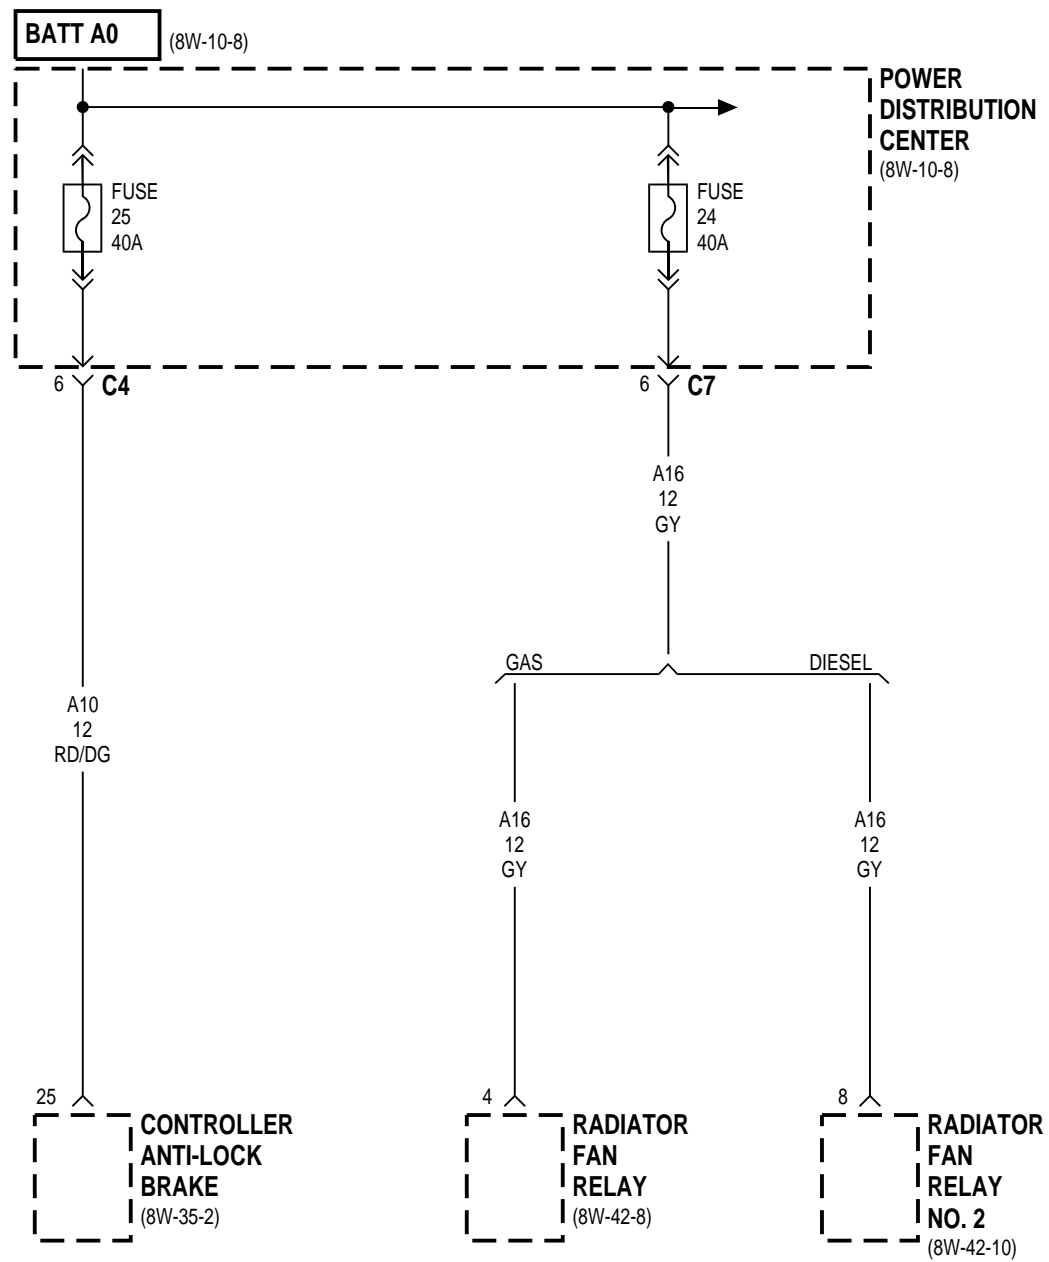 BATT A0
(8W-10-8)
POWER
DISTRIBUTION
CENTER
(8W-10-8)
FUSE
25
40A
FUSE
24
40A
6
C4
6
C7
A16
12
GY
GAS
DIESEL
A10
12
RD/DG
A16
12
GY
A16
12
GY
25
CONTROLLER
ANTI-LOCK
BRAKE
(8W-35-2)
4
RADIATOR
FAN
RELAY
(8W-42-8)
8
RADIATOR
FAN
RELAY
NO. 2
(8W-42-10)